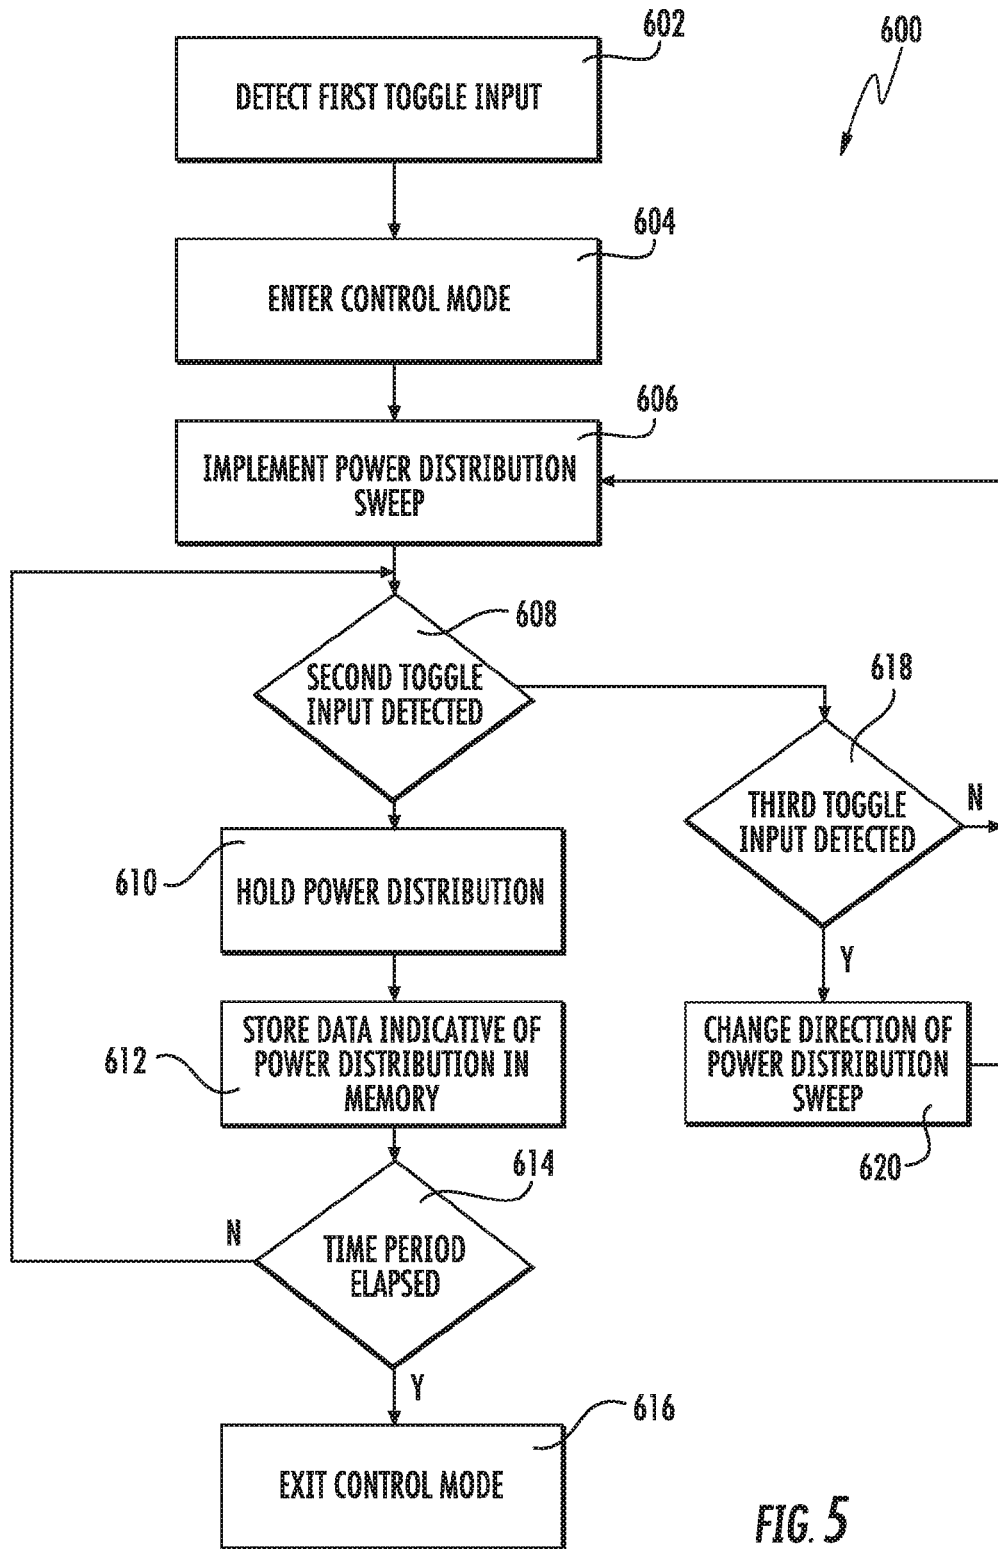 602
600
DETECT FIRST TOGGLE INPUT
604
ENTER CONTROL MODE
606
IMPLEMENT POWER DISTRIBUTION
SWEEP
608
SECOND TOGGLE
INPUT DETECTED
618
THIRD TOGGLE
INPUT DETECTED
N
610
HOLD POWER DISTRIBUTION
Y
612
STORE DATA INDICATIVE OF
POWER DISTRIBUTION IN
MEMORY
CHANGE DIRECTION OF
POWER DISTRIBUTION
SWEEP
620
614
N
TIME PERIOD
ELAPSED
Y
616
EXIT CONTROL MODE
FIG. 5